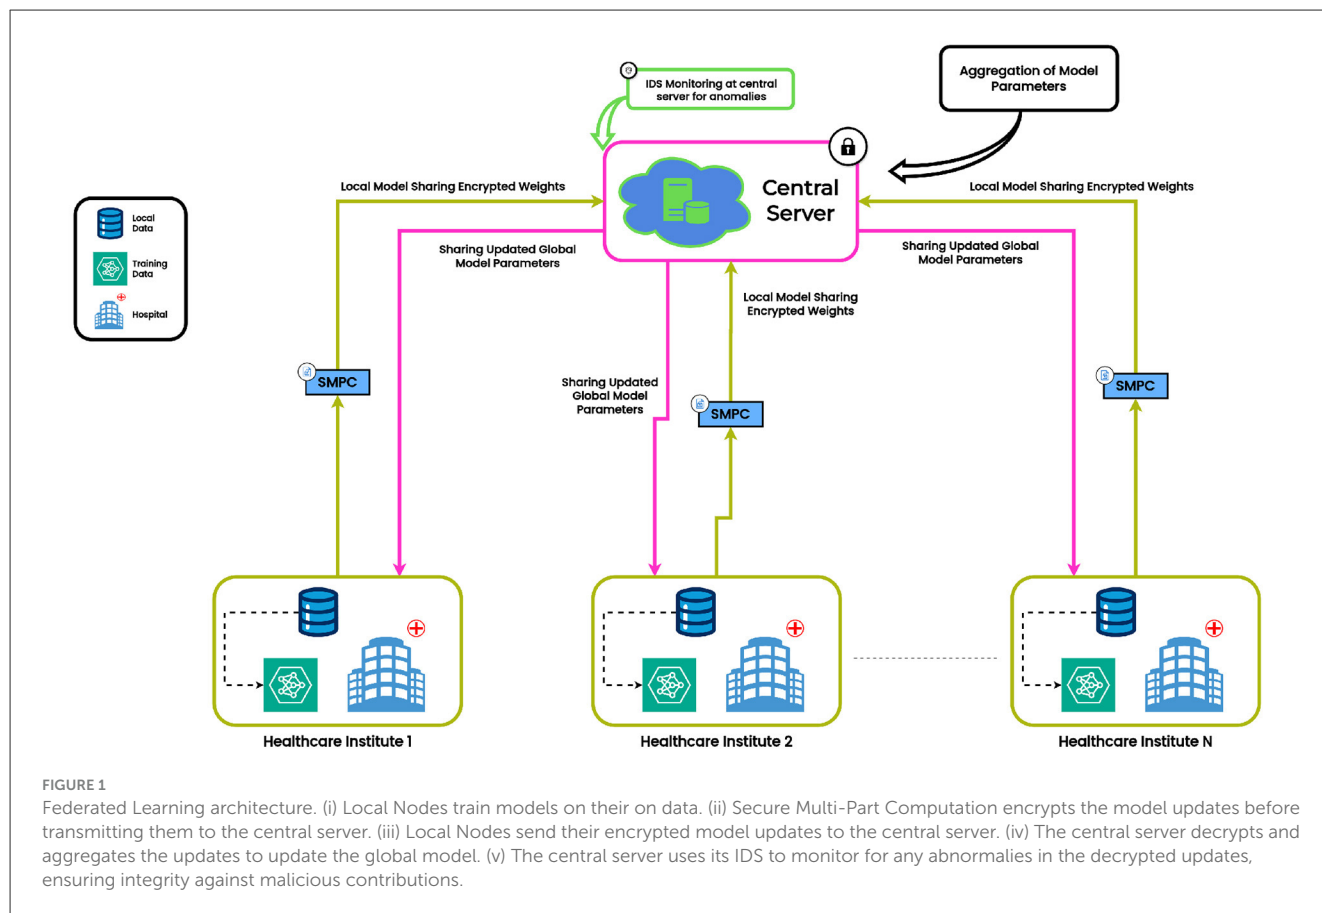 IDS Monitoring at central
server for anomalies
Aggregation of Model
Parameters
Central
Server
Local Model Sharing Encrypted Weights
Local Model Sharing Encrypted Weights
Local
Data
Training
Data
Hospital
Sharing Updated Global
Model Parameters
Sharing Updated Global
Model Parameters
Local Model Sharing
Encrypted Weights
Sharing Updated
Global Model
Parameters
SMPC
SMPC
SMPC
Healthcare Institute 1
Healthcare Institute 2
Healthcare Institute N
FIGURE 1
Federated Learning architecture. (i) Local Nodes train models on their on data. (ii) Secure Multi-Part Computation encrypts the model updates before
transmitting them to the central server. (iii) Local Nodes send their encrypted model updates to the central server. (iv) The central server decrypts and
aggregates the updates to update the global model. (v) The central server uses its IDS to monitor for any abnormalies in the decrypted updates,
ensuring integrity against malicious contributions.